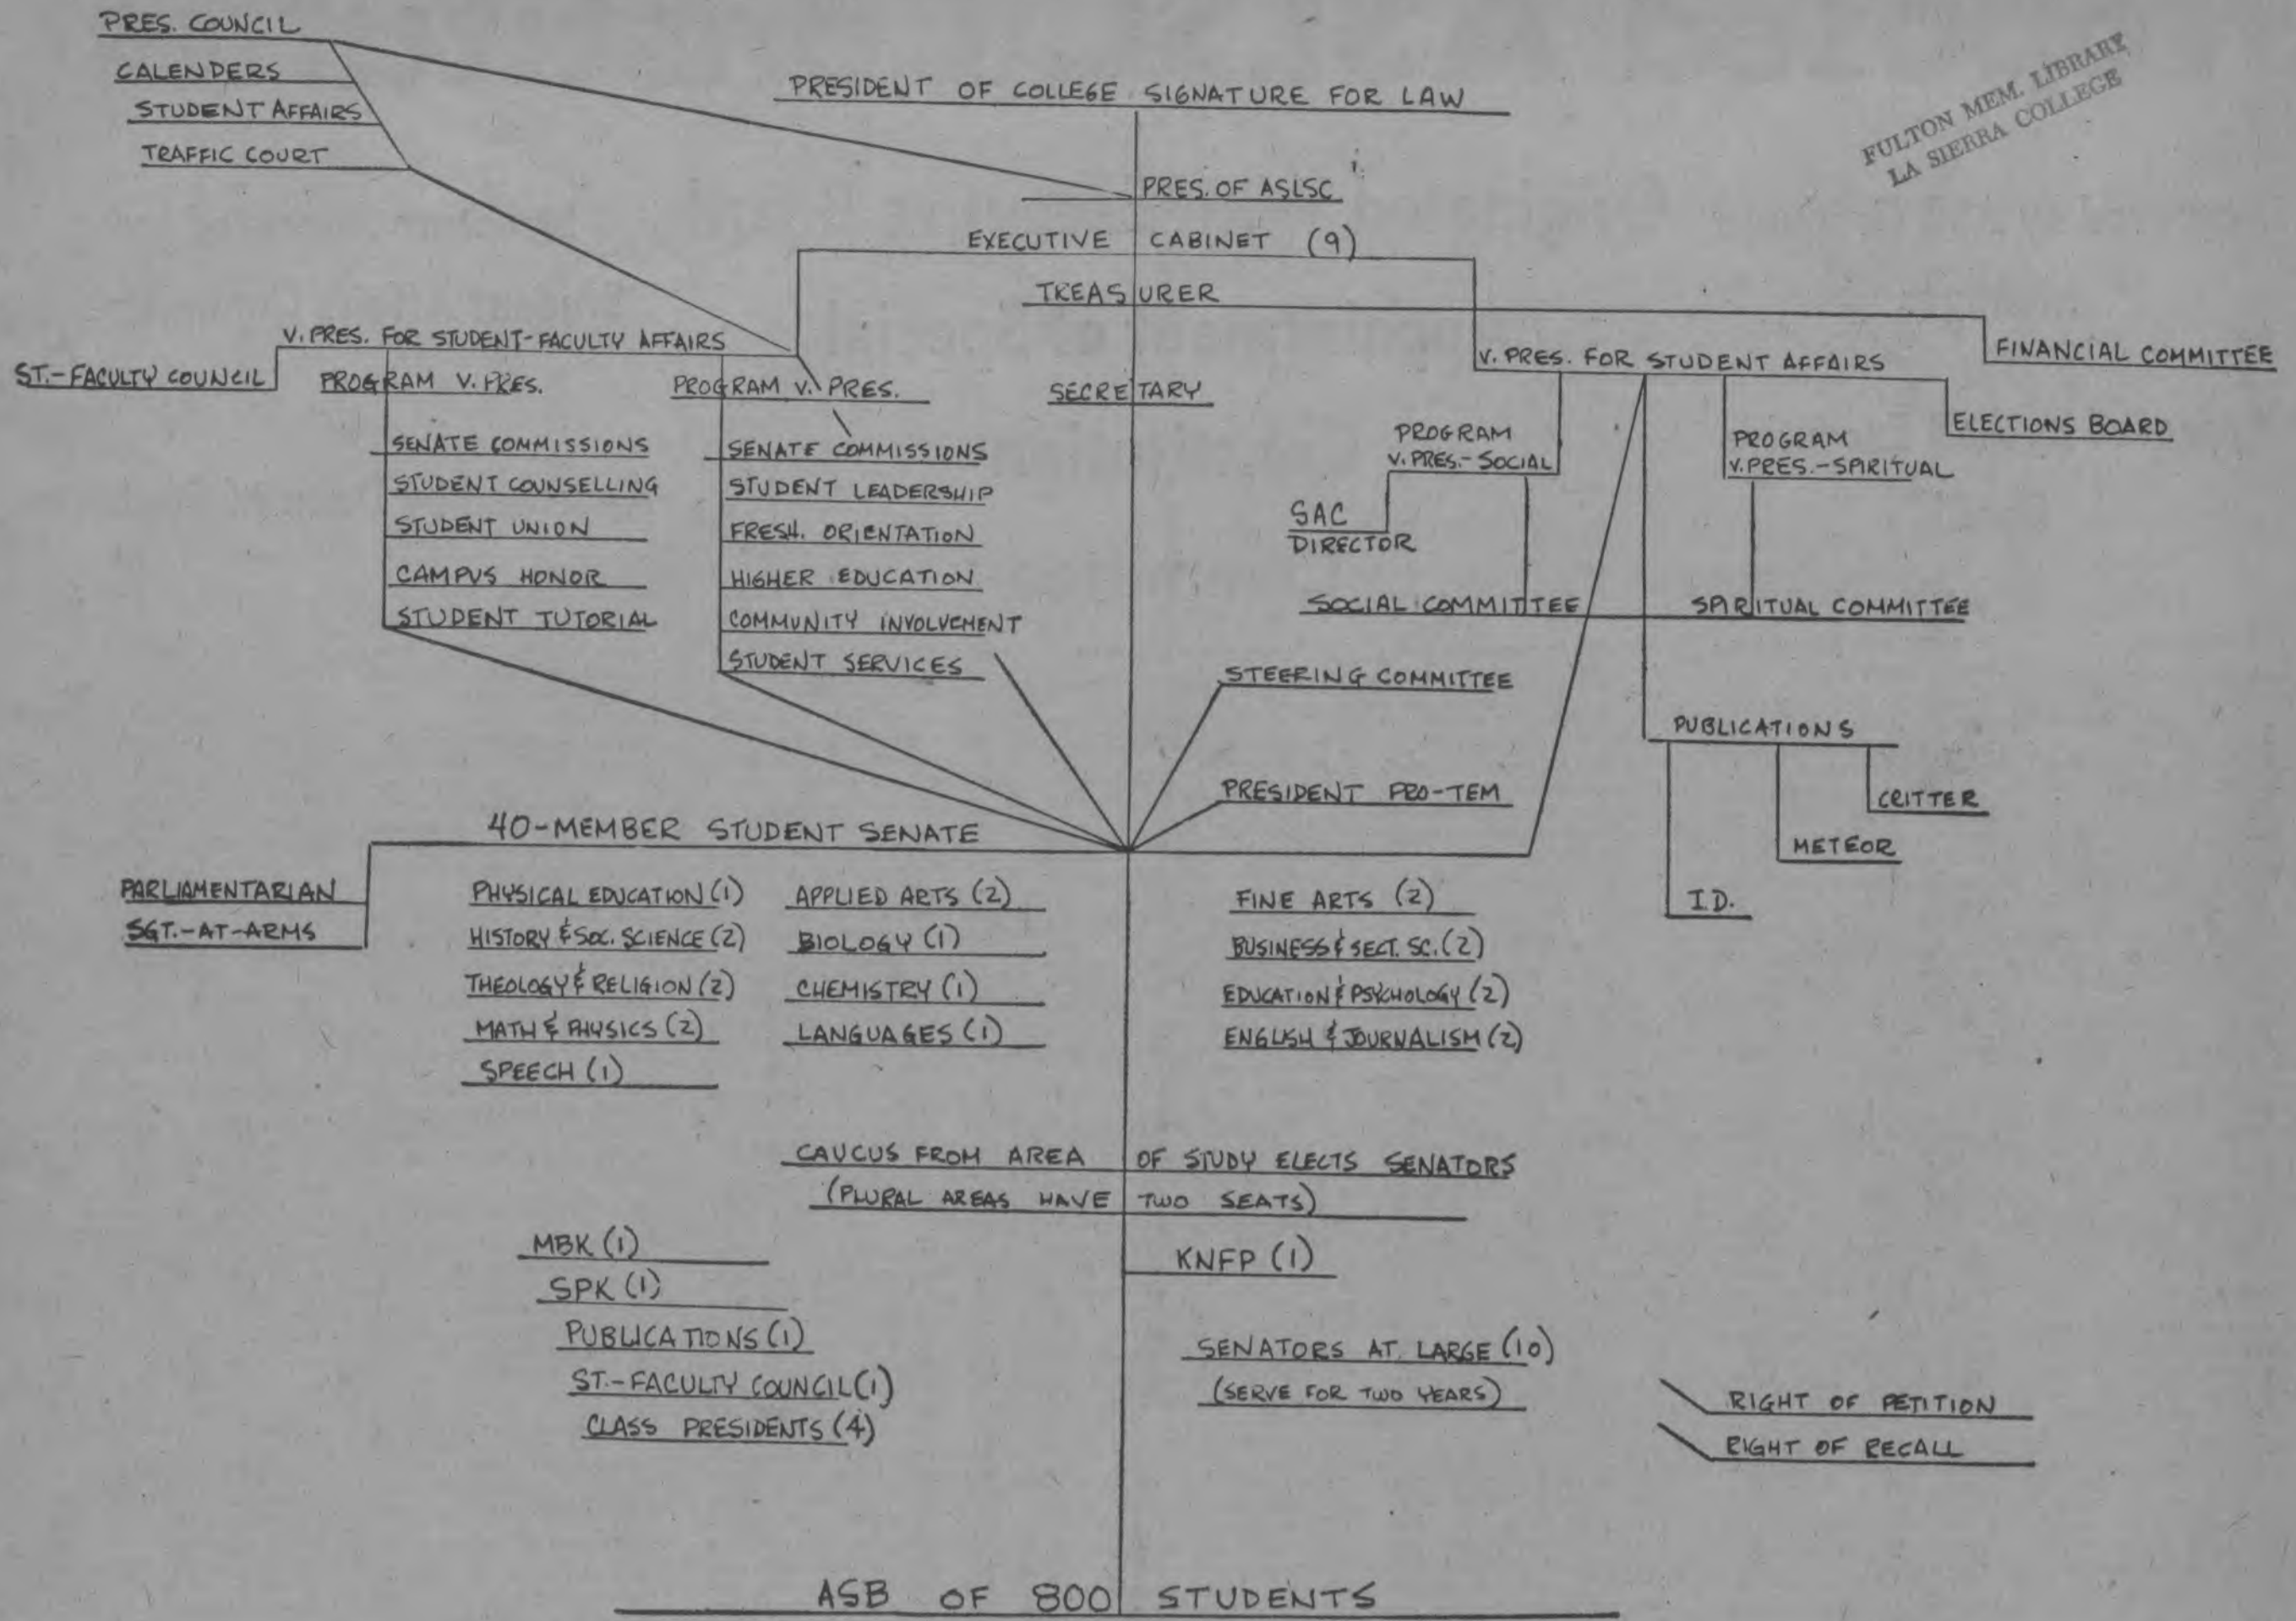 PRES. COUNCIL
CALENDERS
STUDENT AFFAIRS
TRAFFIC COURT
PRESIDENT OF COLLEGE SIGNATURE FOR LAW
FULTON MEM. LIBRARY
LA SIERRA COLLEGE
PRES. OF ASLSC
EXECUTIVE CABINET (9)
TREASURER
V. PRES. FOR STUDENT-FACULTY AFFAIRS
ST.-FACULTY COUNCIL
PROGRAM V. PRES.
PROGRAM V. PRES.
SECRETARY
V. PRES. FOR STUDENT AFFAIRS
FINANCIAL COMMITTEE
ELECTIONS BOARD
SENATE COMMISSIONS
STUDENT COUNSELLING
STUDENT UNION
CAMPUS HONOR
STUDENT TUTORIAL
SENATE COMMISSIONS
STUDENT LEADERSHIP
FRESH. ORIENTATION
HIGHER EDUCATION
COMMUNITY INVOLVEMENT
STUDENT SERVICES
PROGRAM
V. PRES.-SOCIAL
PROGRAM
V. PRES.-SPIRITUAL
SAC
DIRECTOR
SOCIAL COMMITTEE
SPIRITUAL COMMITTEE
STEERING COMMITTEE
PRESIDENT PRO-TEM
PUBLICATIONS
CRITTER
METEOR
I.D.
40-MEMBER STUDENT SENATE
PARLIAMENTARIAN
SGT.-AT-ARMS
PHYSICAL EDUCATION (1)
HISTORY & SOC. SCIENCE (2)
THEOLOGY & RELIGION (2)
MATH & PHYSICS (2)
SPEECH (1)
APPLIED ARTS (2)
BIOLOGY (1)
CHEMISTRY (1)
LANGUAGES (1)
FINE ARTS (2)
BUSINESS & SECT. SC. (2)
EDUCATION & PSYCHOLOGY (2)
ENGLISH & JOURNALISM (2)
CAUCUS FROM AREA OF STUDY ELECTS SENATORS
(PLURAL AREAS HAVE TWO SEATS)
MBK (1)
SPK (1)
PUBLICATIONS (1)
ST.-FACULTY COUNCIL (1)
CLASS PRESIDENTS (4)
KNFP (1)
SENATORS AT LARGE (10)
(SERVE FOR TWO YEARS)
RIGHT OF PETITION
RIGHT OF RECALL
ASB OF 800 STUDENTS